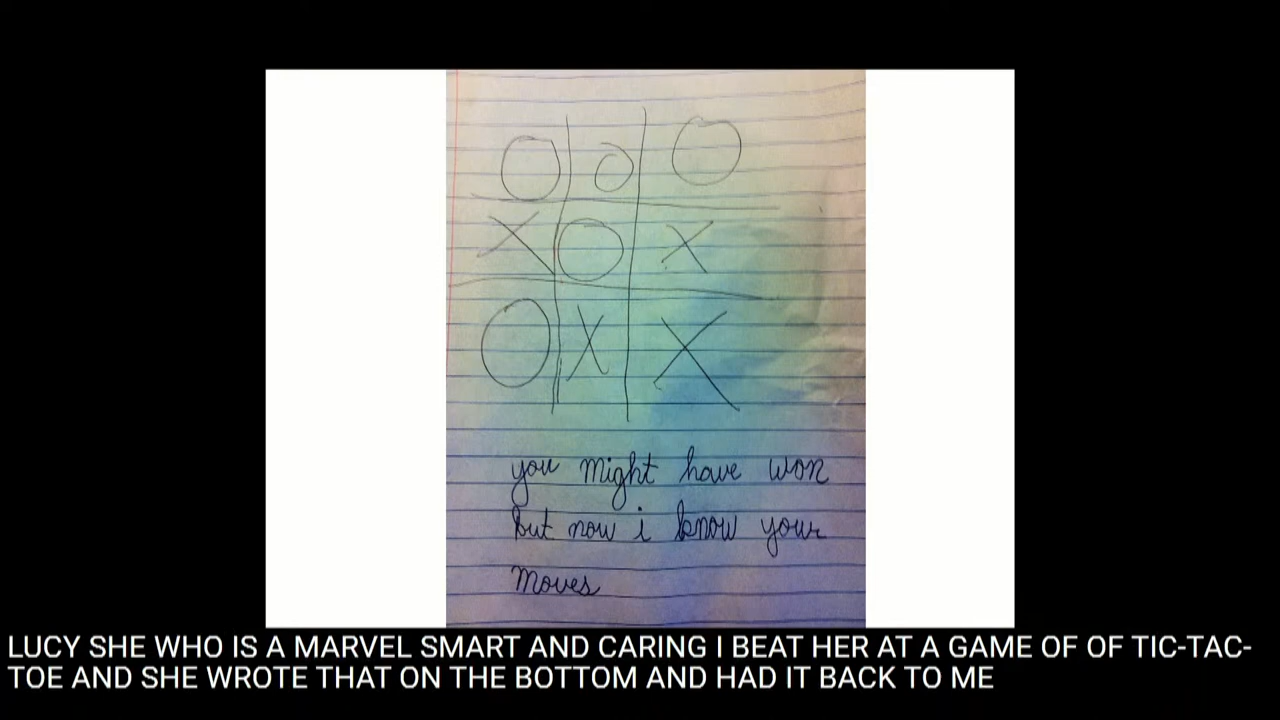 you might have won
but now i know your
moves
LUCY SHE WHO IS A MARVEL SMART AND CARING I BEAT HER AT A GAME OF OF TIC-TAC-
TOE AND SHE WROTE THAT ON THE BOTTOM AND HAD IT BACK TO ME